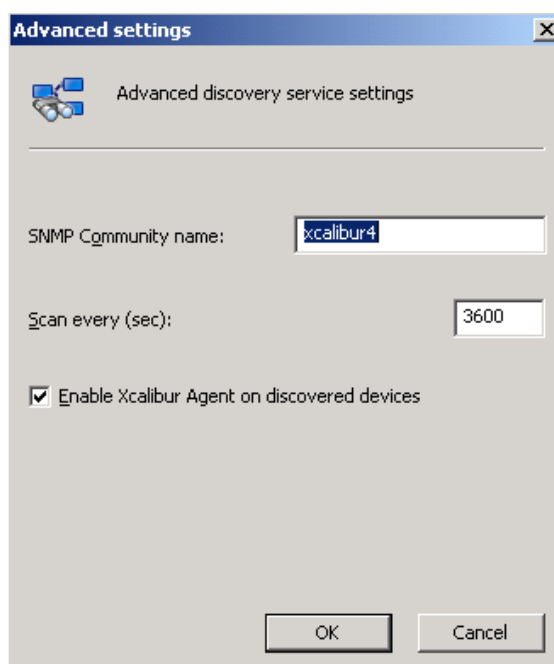 Advanced settings
Advanced discovery service settings
SNMP Community name: xcalibur4
Scan every (sec): 3600
Enable Xcalibur Agent on discovered devices
OK Cancel